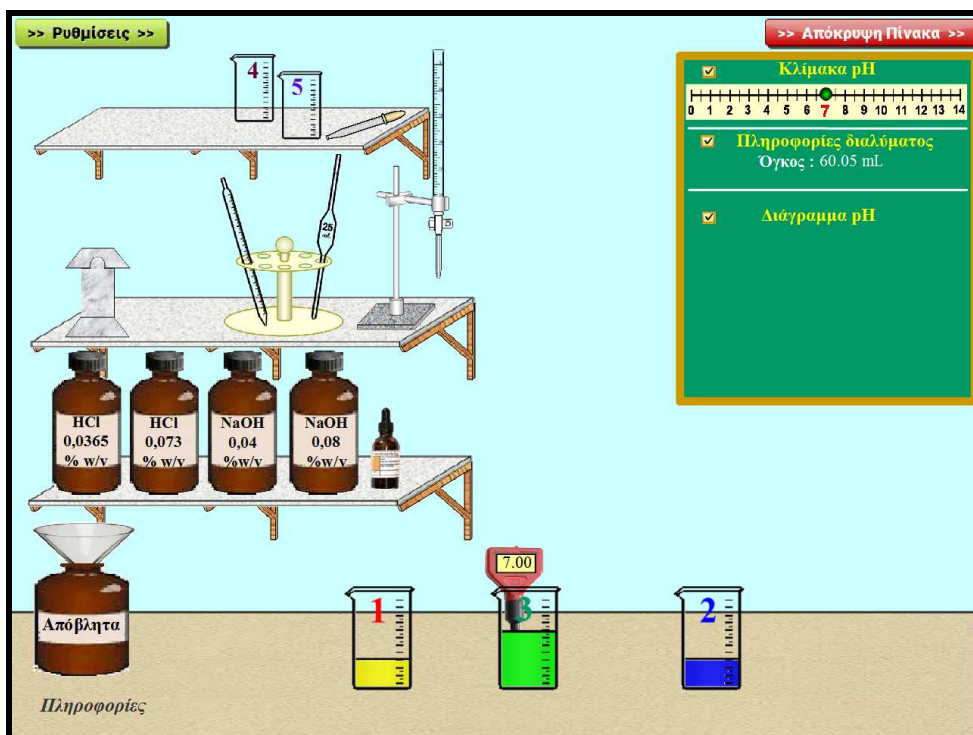 >> Ρυθμίσεις >>
>> Απόκρυψη Πίνακα >>
Κλίμακα pH
0 1 2 3 4 5 6 7 8 9 10 11 12 13 14
Πληροφορίες διαλύματος
Όγκος : 60.05 mL
Διάγραμμα pH
4
5
25
mL
HCl
0,0365
% w/v
HCl
0,073
% w/v
NaOH
0,04
%w/v
NaOH
0,08
%w/v
Απόβλητα
7.00
1
3
2
Πληροφορίες